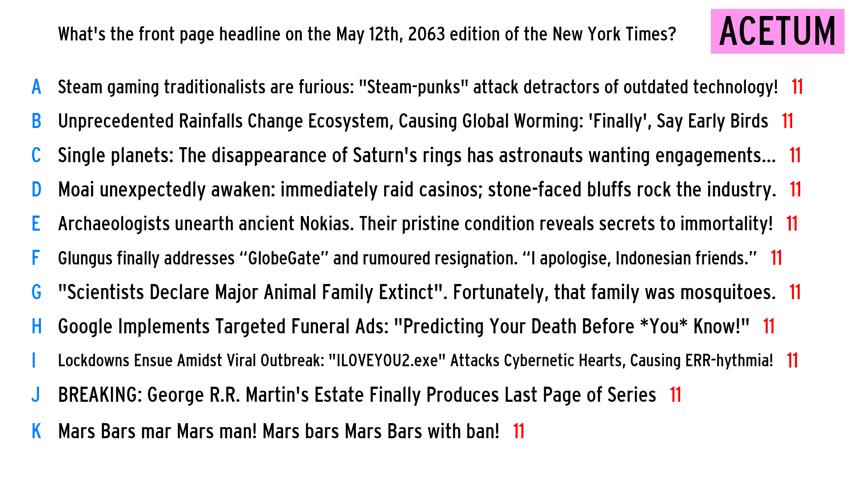 What's the front page headline on the May 12th, 2063 edition of the New York Times?
ACETUM
A Steam gaming traditionalists are furious: "Steam-punks" attack detractors of outdated technology! 11
B Unprecedented Rainfalls Change Ecosystem, Causing Global Worming: 'Finally', Say Early Birds 11
C Single planets: The disappearance of Saturn's rings has astronauts wanting engagements... 11
D Moai unexpectedly awaken: immediately raid casinos; stone-faced bluffs rock the industry. 11
E Archaeologists unearth ancient Nokias. Their pristine condition reveals secrets to immortality! 11
F Glungus finally addresses “GlobeGate” and rumoured resignation. “I apologise, Indonesian friends.” 11
G "Scientists Declare Major Animal Family Extinct". Fortunately, that family was mosquitoes. 11
H Google Implements Targeted Funeral Ads: "Predicting Your Death Before *You* Know!" 11
I Lockdowns Ensue Amidst Viral Outbreak: "ILOVEYOU2.exe" Attacks Cybernetic Hearts, Causing ERR-hythmia! 11
J BREAKING: George R.R. Martin's Estate Finally Produces Last Page of Series 11
K Mars Bars mar Mars man! Mars bars Mars Bars with ban! 11